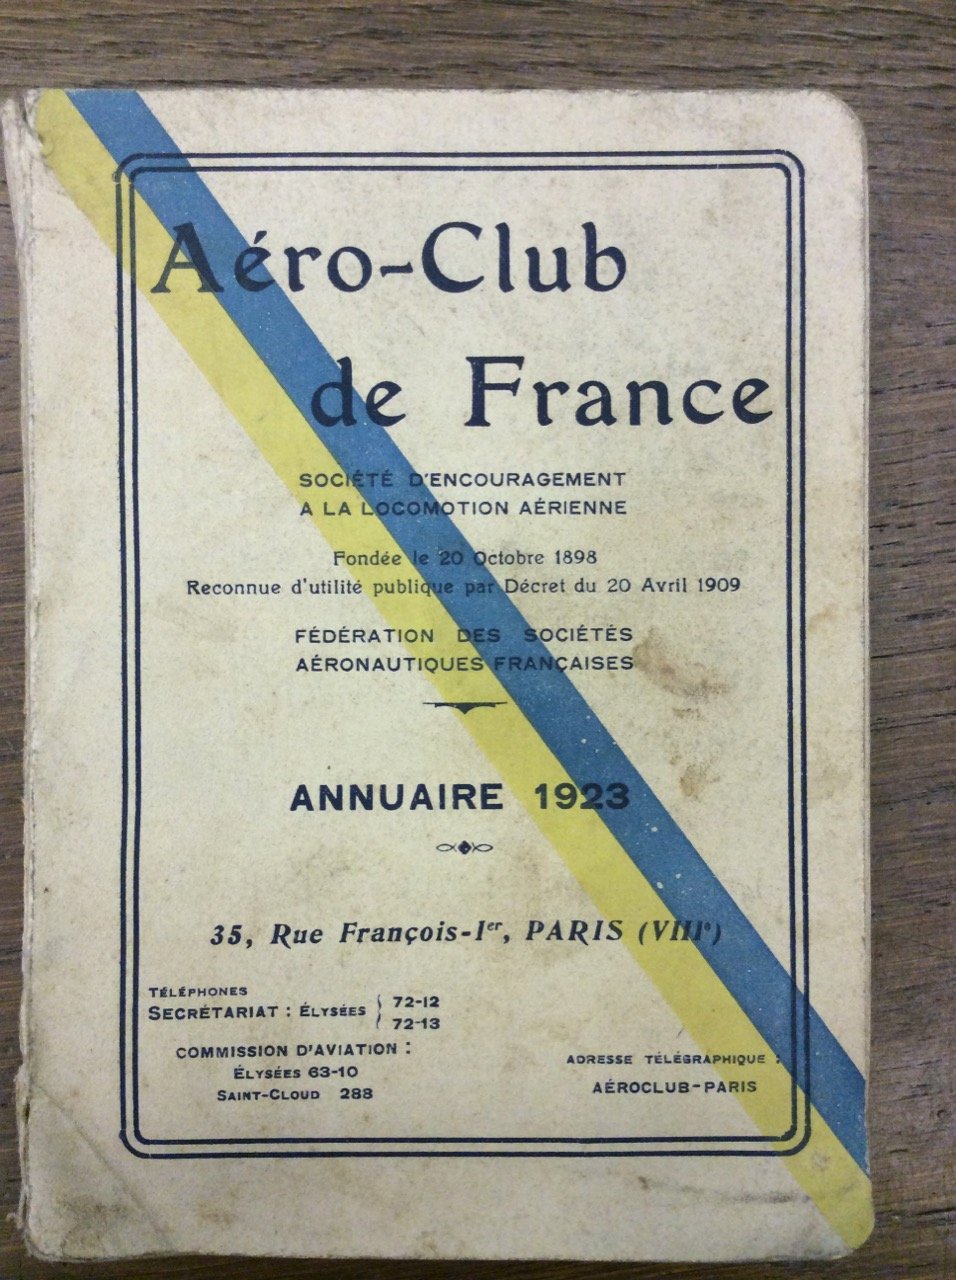 Aéro-Club
de France
SOCIÉTÉ D'ENCOURAGEMENT
A LA LOCOMOTION AÉRIENNE
Fondée le 20 Octobre 1898
Reconnue d'utilité publique par Décret du 20 Avril 1909
FÉDÉRATION DES SOCIÉTÉS
AÉRONAUTIQUES FRANÇAISES
ANNUAIRE 1923
35, Rue François-Ier, PARIS (VIIIe)
TÉLÉPHONES
SECRÉTARIAT : ÉLYSÉES { 72-12
72-13
COMMISSION D'AVIATION :
ÉLYSÉES 63-10
SAINT-CLOUD 288
ADRESSE TÉLÉGRAPHIQUE :
AÉROCLUB-PARIS